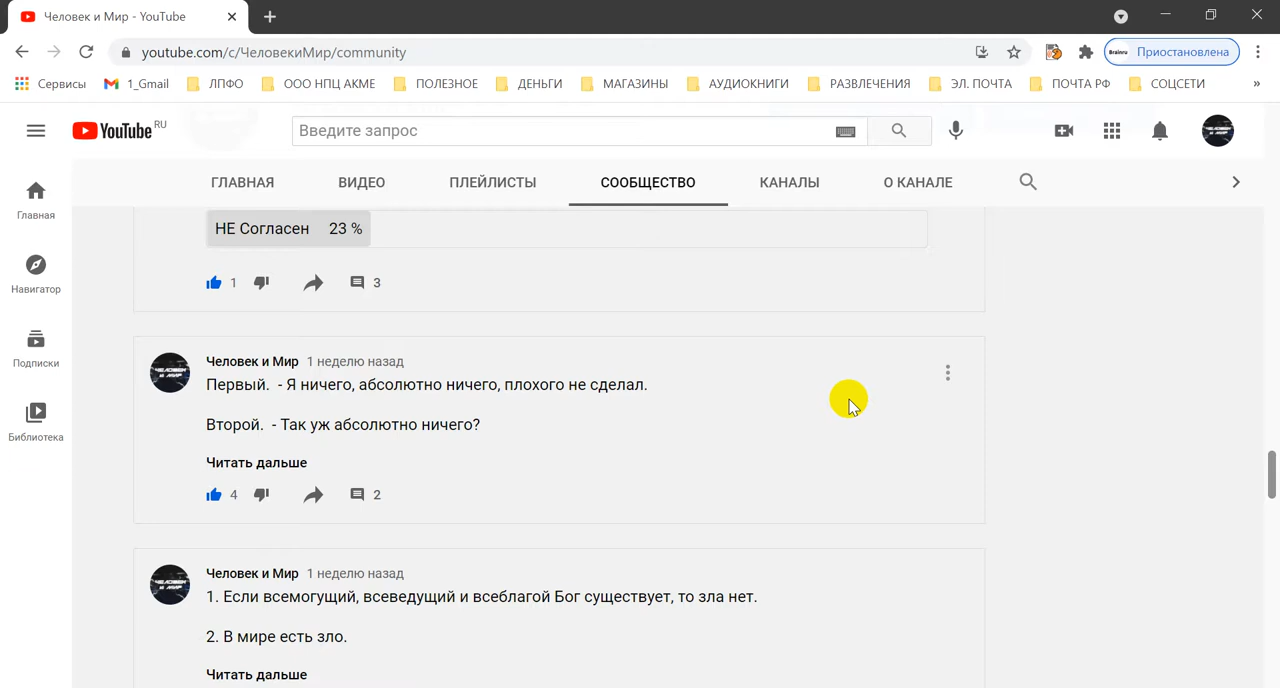 Человек и Мир - YouTube
youtube.com/c/ЧеловекиМир/community
Brainru
Приостановлена
Сервисы
1_Gmail
ЛПФО
ООО НПЦ АКМЕ
ПОЛЕЗНОЕ
ДЕНЬГИ
МАГАЗИНЫ
АУДИОКНИГИ
РАЗВЛЕЧЕНИЯ
ЭЛ. ПОЧТА
ПОЧТА РФ
СОЦСЕТИ
»
YouTube RU
Введите запрос
ГЛАВНАЯ
ВИДЕО
ПЛЕЙЛИСТЫ
СООБЩЕСТВО
КАНАЛЫ
О КАНАЛЕ
Главная
Навигатор
Подписки
Библиотека
НЕ Согласен 23 %
1
3
Человек и Мир 1 неделю назад
Первый. - Я ничего, абсолютно ничего, плохого не сделал.
Второй. - Так уж абсолютно ничего?
Читать дальше
4
2
Человек и Мир 1 неделю назад
1. Если всемогущий, всеведущий и всеблагой Бог существует, то зла нет.
2. В мире есть зло.
Читать дальше